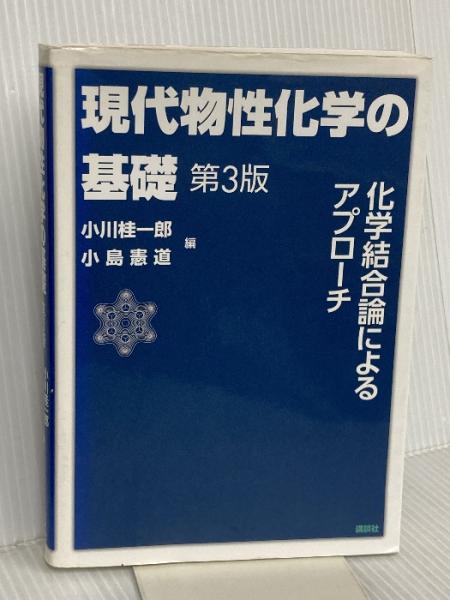 現代物性化学の
基礎 第3版
小川桂一郎
小島憲道 編
化学結合論による
アプローチ
講談社